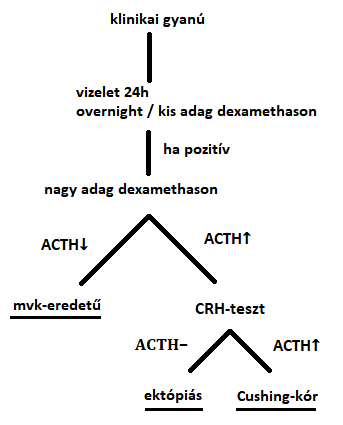 klinikai gyanú
vizelet 24h
overnight / kis adag dexamethason
ha pozitív
nagy adag dexamethason
ACTH↓
ACTH↑
mvk-eredetű
CRH-teszt
ACTH–
ACTH↑
ektópiás
Cushing-kór